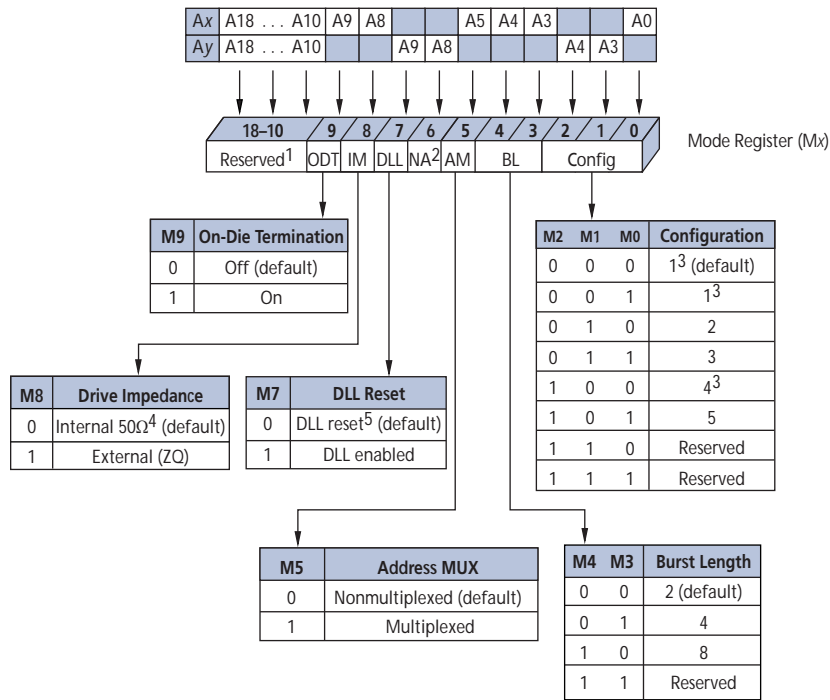 Ax A18 . . . A10 A9 A8 A5 A4 A3 A0
Ay A18 . . . A10 A9 A8 A4 A3
18–10 9 8 7 6 5 4 3 2 1 0
Reserved1 ODT IM DLL NA2 AM BL Config
Mode Register (Mx)
M9 On-Die Termination
0 Off (default)
1 On
M2 M1 M0 Configuration
0 0 0 13 (default)
0 0 1 13
0 1 0 2
0 1 1 3
1 0 0 43
1 0 1 5
1 1 0 Reserved
1 1 1 Reserved
M8 Drive Impedance
0 Internal 50Ω4 (default)
1 External (ZQ)
M7 DLL Reset
0 DLL reset5 (default)
1 DLL enabled
M5 Address MUX
0 Nonmultiplexed (default)
1 Multiplexed
M4 M3 Burst Length
0 0 2 (default)
0 1 4
1 0 8
1 1 Reserved